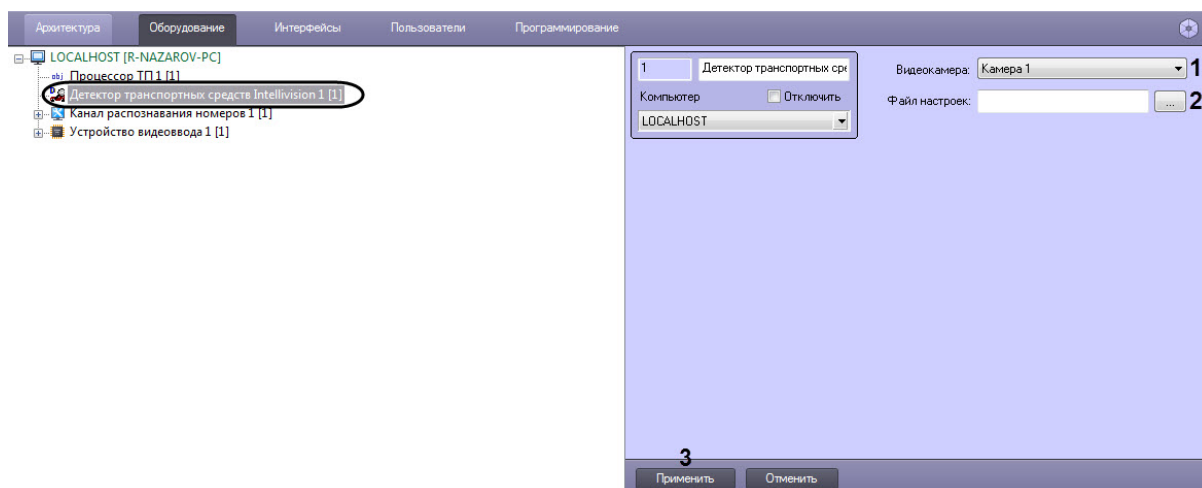 Архитектура Оборудование Интерфейсы Пользователи Программирование
LOCALHOST [R-NAZAROV-PC]
obj Процессор ТП 1 [1]
Детектор транспортных средств Intellivision 1 [1]
Канал распознавания номеров 1 [1]
Устройство видеоввода 1 [1]
1 Детектор транспортных сре
Компьютер Отключить
LOCALHOST
Видеокамера: Камера 1 1
Файл настроек: ... 2
3
Применить Отменить